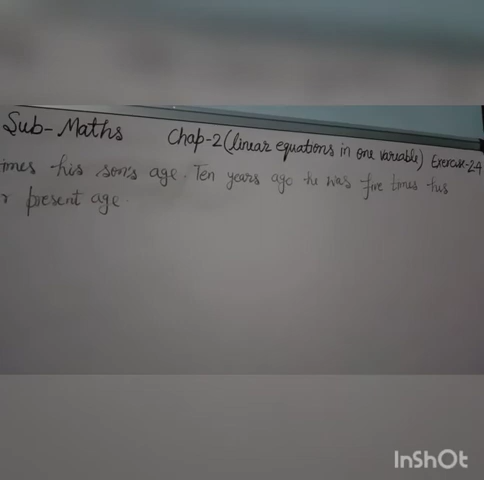 Sub-Maths Chap-2 (linear equations in one variable) Exercise-2.4
imes his son's age. Ten years ago he was five times his
r present age.
InShOt